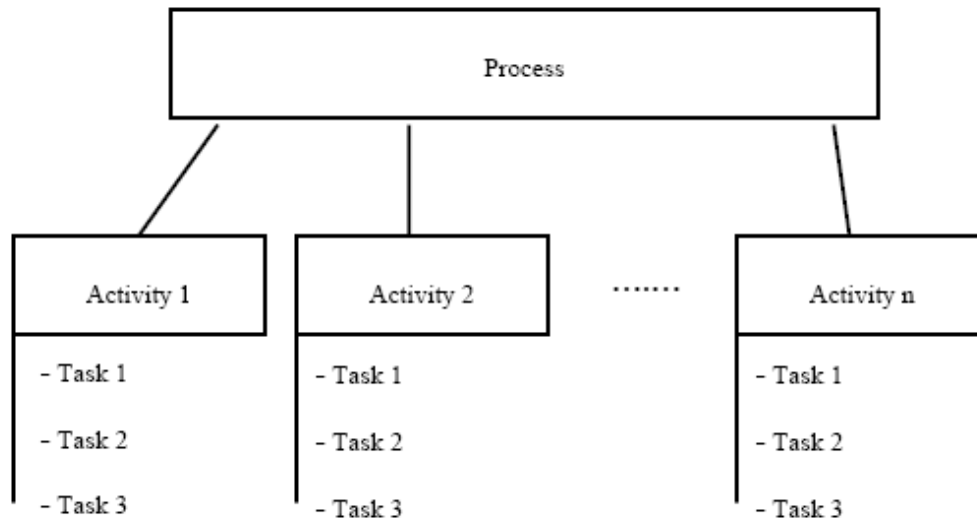 Process
Activity 1
Activity 2
.......
Activity n
- Task 1
- Task 2
- Task 3
- Task 1
- Task 2
- Task 3
- Task 1
- Task 2
- Task 3